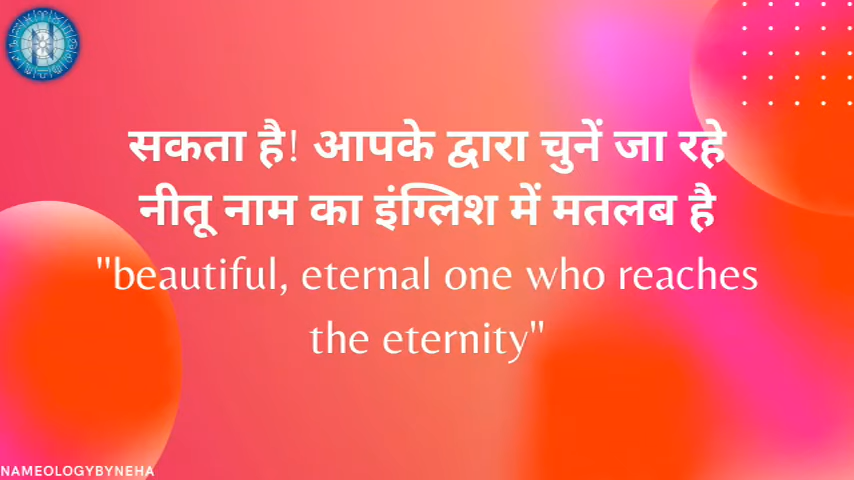 सकता है! आपके द्वारा चुनें जा रहे
नीतू नाम का इंग्लिश में मतलब है
"beautiful, eternal one who reaches
the eternity"
NAMEOLOGYBYNEHA